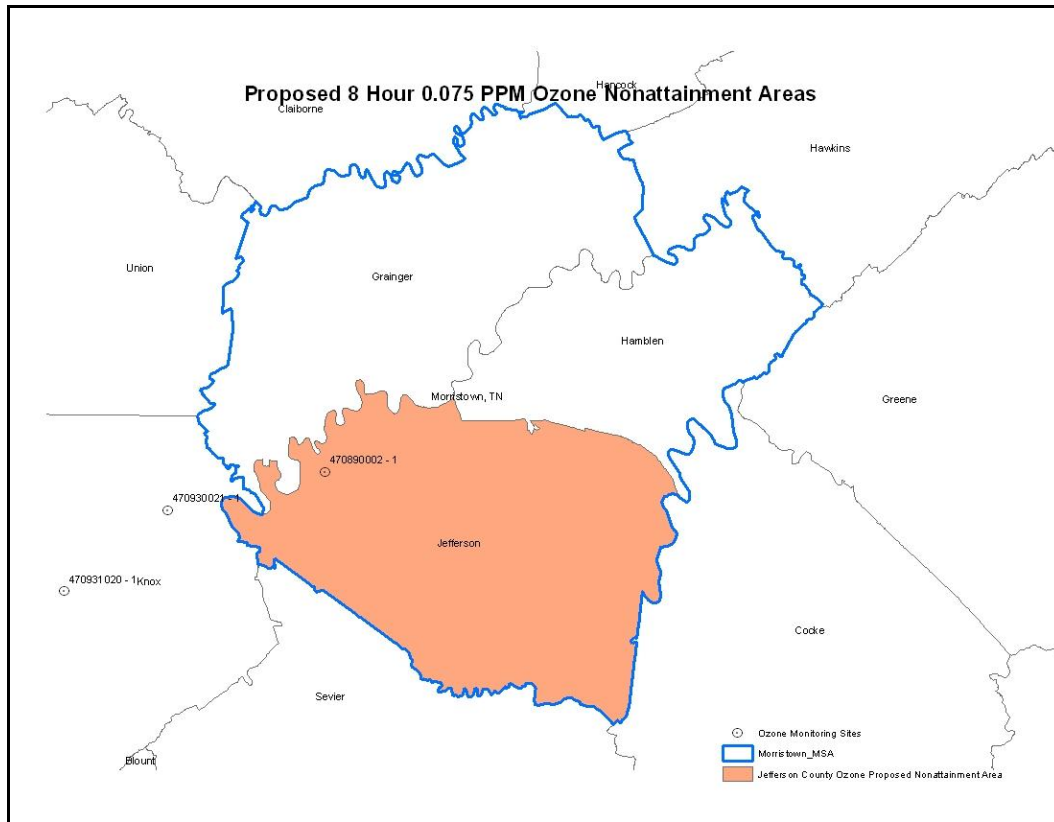 Hancock
Proposed 8 Hour 0.075 PPM Ozone Nonattainment Areas
Claiborne
Hawkins
Union
Grainger
Hamblen
Morristown, TN
Greene
470890002 - 1
470930021 - 1
Jefferson
470931020 - 1 Knox
Cocke
Sevier
Ozone Monitoring Sites
Morristown_MSA
Blount
Jefferson County Ozone Proposed Nonattainment Area